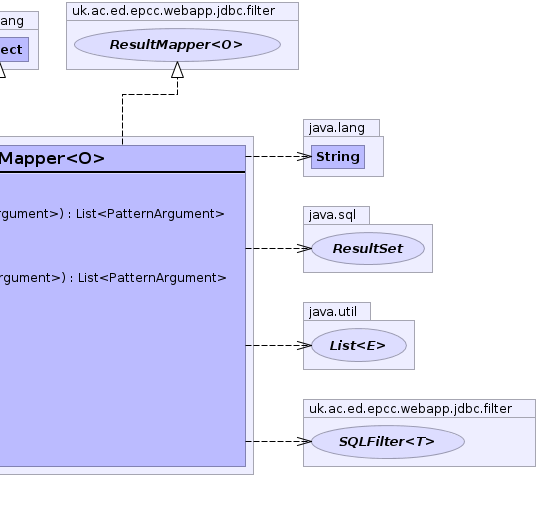 uk.ac.ed.epcc.webapp.jdbc.filter
ang
ResultMapper<O>
ect
java.lang
String
Mapper<O>
java.sql
rgument>) : List<PatternArgument>
ResultSet
rgument>) : List<PatternArgument>
java.util
List<E>
uk.ac.ed.epcc.webapp.jdbc.filter
SQLFilter<T>